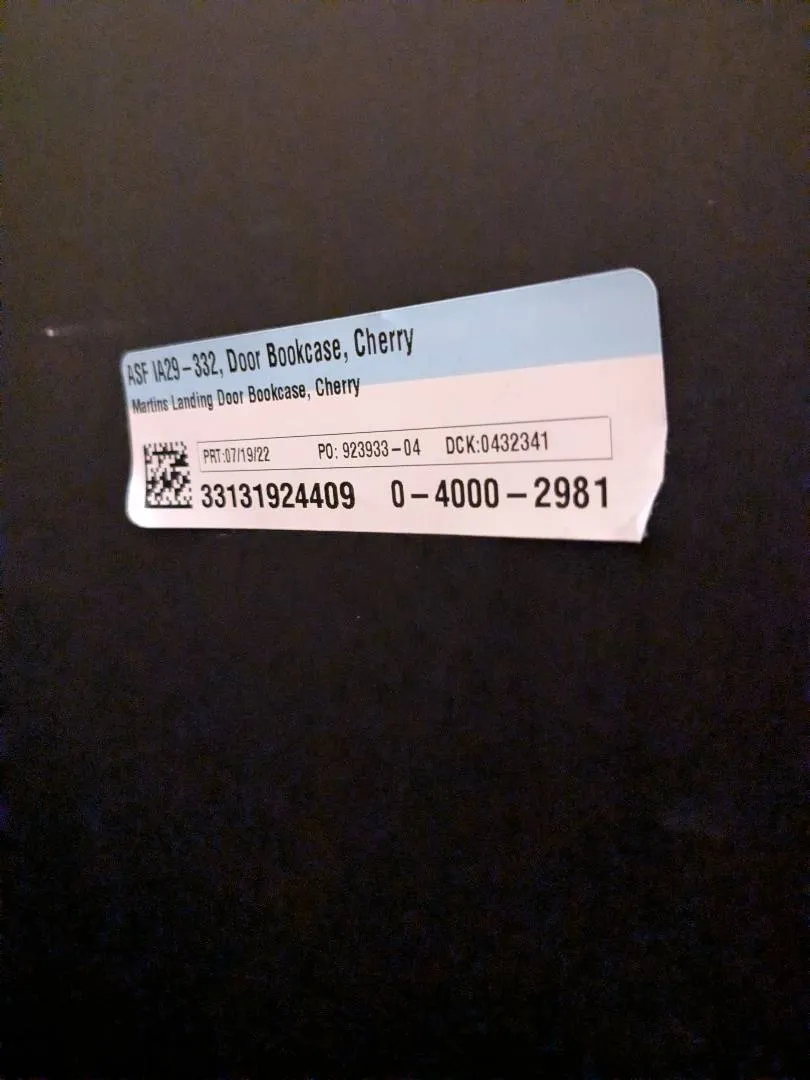 ASF IA29-332, Door Bookcase, Cherry
Martins Landing Door Bookcase, Cherry
PRT:07/19/22 PO: 923933-04 DCK:0432341
33131924409 0-4000-2981